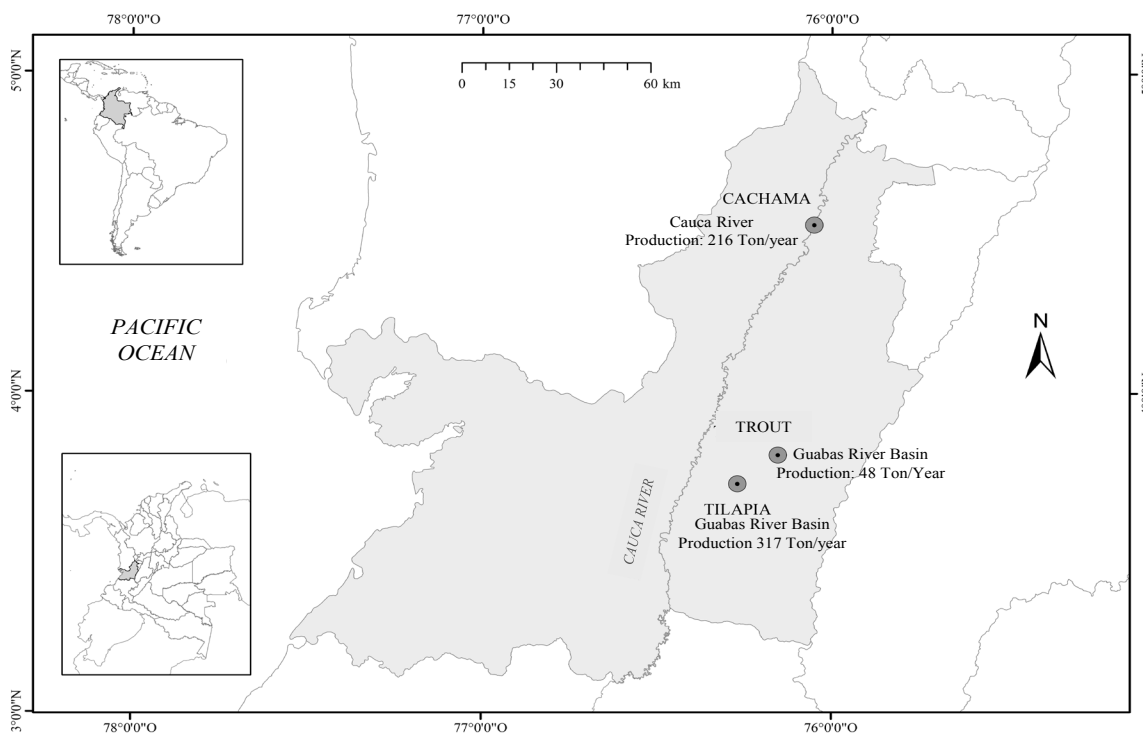 78°0'0"O 77°0'0"O 76°0'0"O
5°0'0"N
0 15 30 60 km
CACHAMA
Cauca River
Production: 216 Ton/year
PACIFIC
OCEAN
N
4°0'0"N
TROUT
Guabas River Basin
Production: 48 Ton/Year
CAUCA RIVER
TILAPIA
Guabas River Basin
Production 317 Ton/year
3°0'0"N
78°0'0"O 77°0'0"O 76°0'0"O